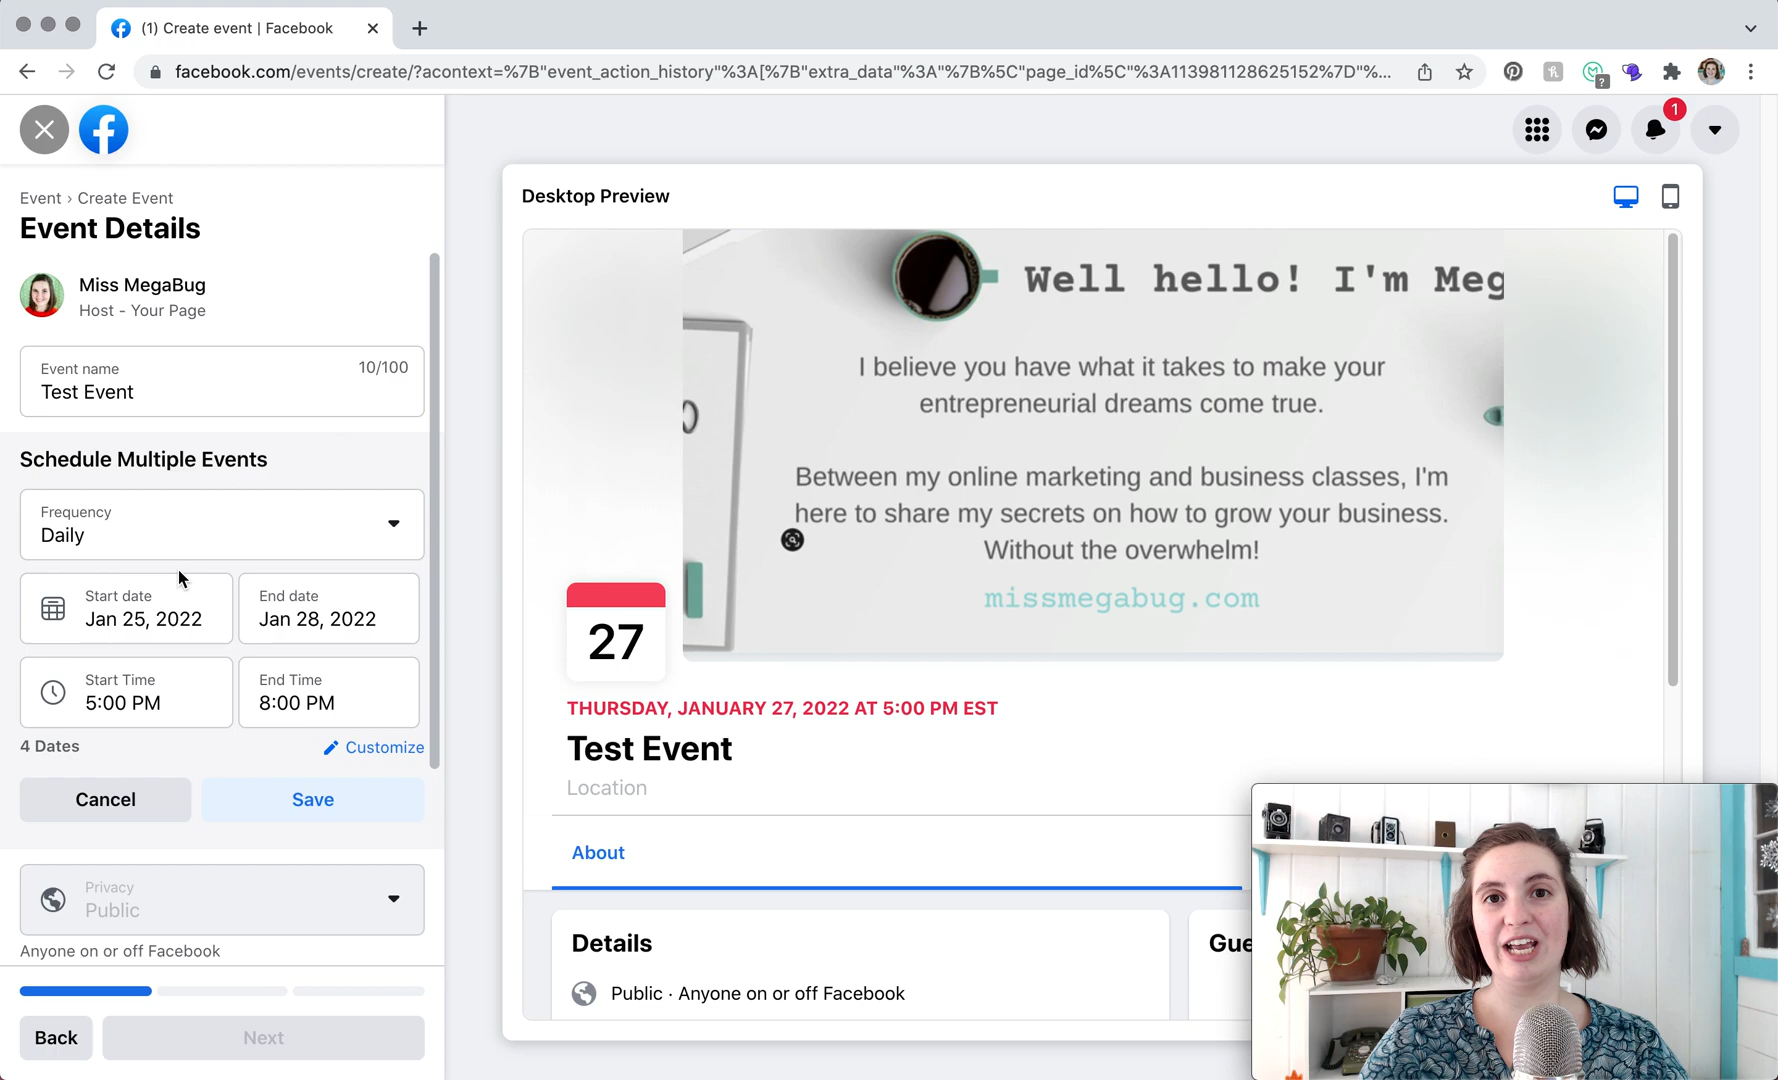 (1) Create event | Facebook
facebook.com/events/create/?acontext=%7B"event_action_history"%3A[%7B"extra_data"%3A"%7B%5C"page_id%5C"%3A113981128625152%7D"%...
?
1
Event › Create Event
Event Details
Miss MegaBug
Host - Your Page
Event name
10/100
Test Event
Schedule Multiple Events
Frequency
Daily
Start date
Jan 25, 2022
End date
Jan 28, 2022
Start Time
5:00 PM
End Time
8:00 PM
4 Dates
Customize
Cancel
Save
Privacy
Public
Anyone on or off Facebook
Back
Next
Desktop Preview
Well hello! I'm Meg
I believe you have what it takes to make your
entrepreneurial dreams come true.
Between my online marketing and business classes, I'm
here to share my secrets on how to grow your business.
Without the overwhelm!
missmegabug.com
27
THURSDAY, JANUARY 27, 2022 AT 5:00 PM EST
Test Event
Location
About
Details
Gue
Public · Anyone on or off Facebook